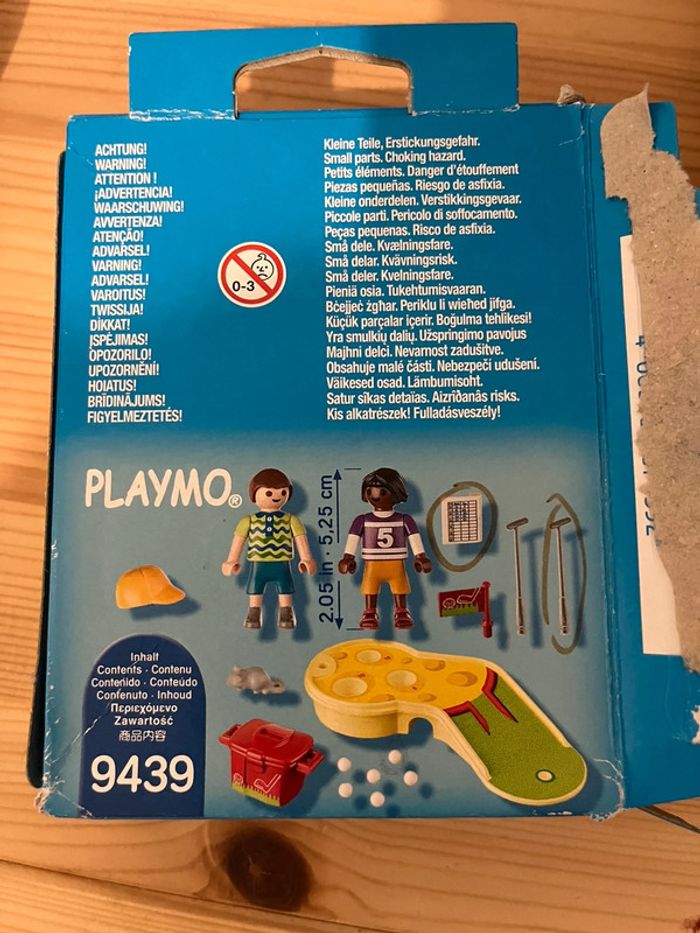 ACHTUNG!
WARNING!
ATTENTION !
¡ADVERTENCIA!
WAARSCHUWING!
AVVERTENZA!
ATENÇÃO!
ADVARSEL!
VARNING!
ADVARSEL!
VAROITUS!
TWISSIJA!
DİKKAT!
ĮSPĖJIMAS!
OPOZORILO!
UPOZORNĚNÍ!
HOIATUS!
BRĪDINĀJUMS!
FIGYELMEZTETÉS!
0-3
Kleine Teile, Erstickungsgefahr.
Small parts. Choking hazard.
Petits éléments. Danger d'étouffement
Piezas pequeñas. Riesgo de asfixia.
Kleine onderdelen. Verstikkingsgevaar.
Piccole parti. Pericolo di soffocamento.
Peças pequenas. Risco de asfixia.
Små dele. Kvælningsfare.
Små delar. Kvävningsrisk.
Små deler. Kvelningsfare.
Pieniä osia. Tukehtumisvaaran.
Bċejjeċ żgħar. Periklu li wieħed jifga.
Küçük parçalar içerir. Boğulma tehlikesi!
Yra smulkių dalių. Užspringimo pavojus
Majhni delci. Nevarnost zadušitve.
Obsahuje malé části. Nebezpečí udušení.
Väikesed osad. Lämbumisoht.
Satur sīkas detaļas. Aizrīšanās risks.
Kis alkatrészek! Fulladásveszély!
PLAYMO®
2.05 in · 5,25 cm
5
Inhalt
Contents · Contenu
Contenido · Conteúdo
Contenuto · Inhoud
Περιεχόμενο
Zawartość
商品内容
9439